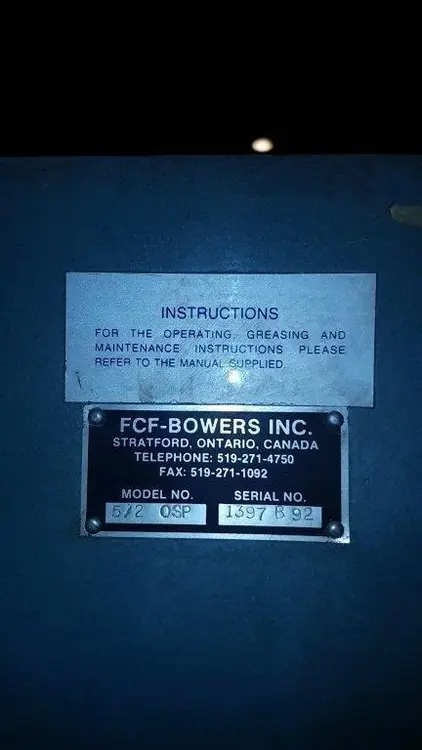 INSTRUCTIONS
FOR THE OPERATING, GREASING AND
MAINTENANCE INSTRUCTIONS PLEASE
REFER TO THE MANUAL SUPPLIED.
FCF-BOWERS INC.
STRATFORD, ONTARIO, CANADA
TELEPHONE: 519-271-4750
FAX: 519-271-1092
MODEL NO. SERIAL NO.
5/2 OSP 1397 B 92